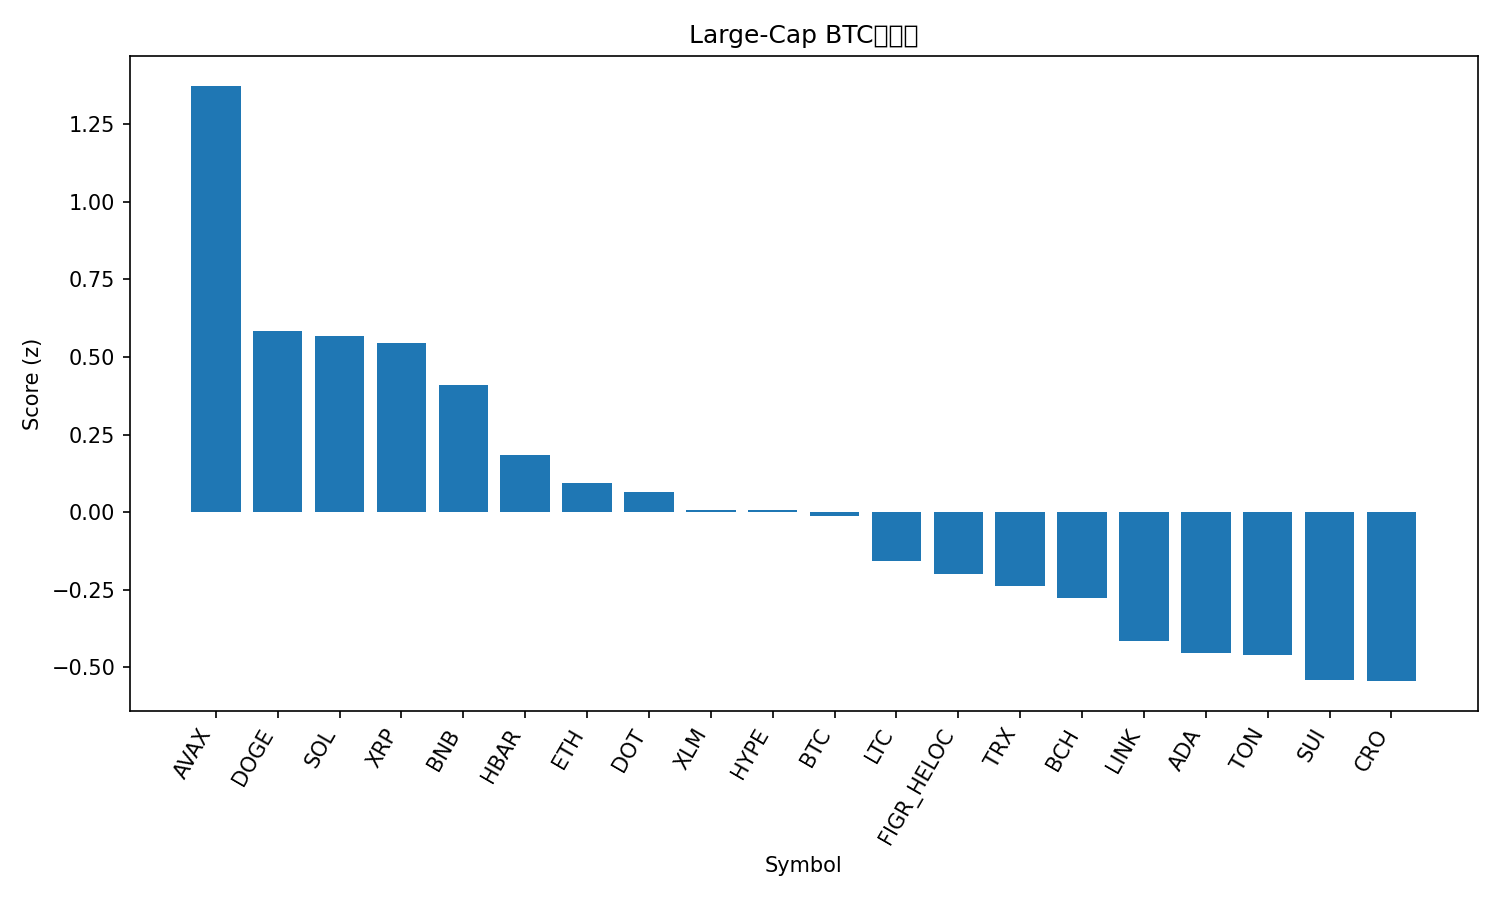 Large-Cap BTC
1.25
1.00
0.75
0.50
0.25
0.00
−0.25
−0.50
Score (z)
AVAX
DOGE
SOL
XRP
BNB
HBAR
ETH
DOT
XLM
HYPE
BTC
LTC
FIGR_HELOC
TRX
BCH
LINK
ADA
TON
SUI
CRO
Symbol